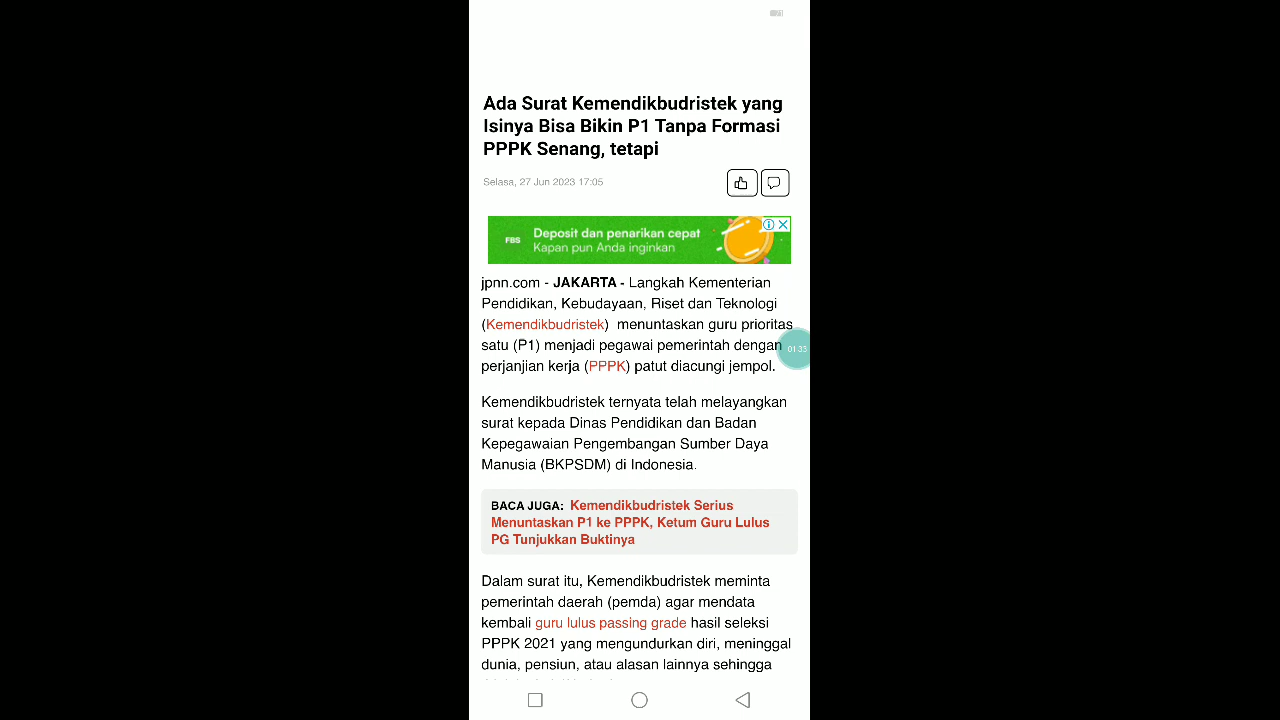 Ada Surat Kemendikbudristek yang
Isinya Bisa Bikin P1 Tanpa Formasi
PPPK Senang, tetapi
Selasa, 27 Jun 2023 17:05
FBS
Deposit dan penarikan cepat
Kapan pun Anda inginkan
jpnn.com - JAKARTA - Langkah Kementerian
Pendidikan, Kebudayaan, Riset dan Teknologi
(Kemendikbudristek) menuntaskan guru prioritas
satu (P1) menjadi pegawai pemerintah dengan
01:33
perjanjian kerja (PPPK) patut diacungi jempol.
Kemendikbudristek ternyata telah melayangkan
surat kepada Dinas Pendidikan dan Badan
Kepegawaian Pengembangan Sumber Daya
Manusia (BKPSDM) di Indonesia.
BACA JUGA: Kemendikbudristek Serius
Menuntaskan P1 ke PPPK, Ketum Guru Lulus
PG Tunjukkan Buktinya
Dalam surat itu, Kemendikbudristek meminta
pemerintah daerah (pemda) agar mendata
kembali guru lulus passing grade hasil seleksi
PPPK 2021 yang mengundurkan diri, meninggal
dunia, pensiun, atau alasan lainnya sehingga